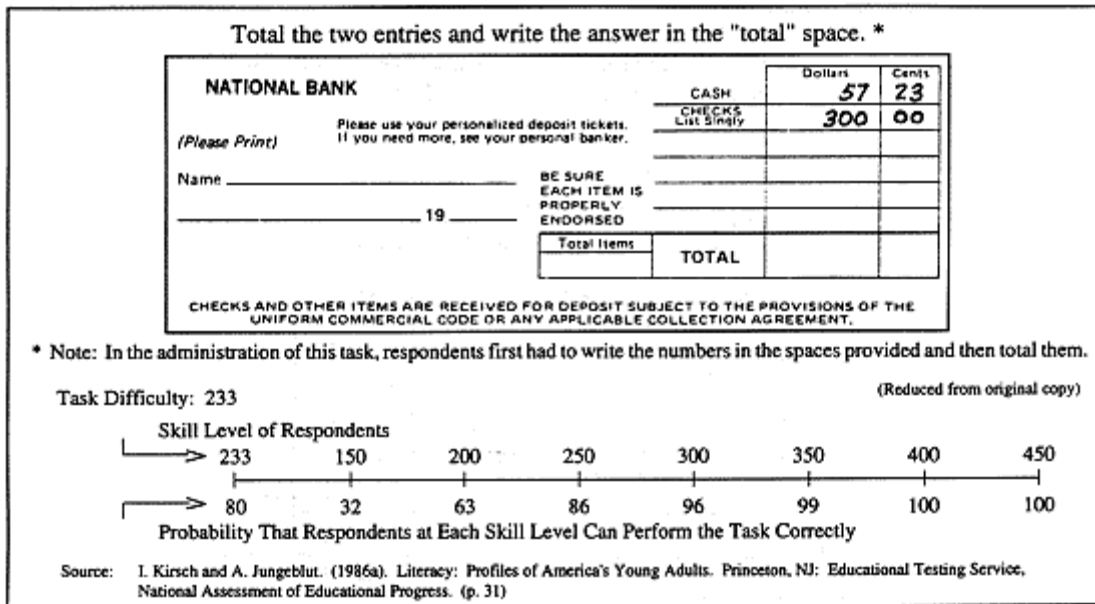 Total the two entries and write the answer in the "total" space. *
NATIONAL BANK
Dollars Cents
CASH 57 23
CHECKS
List Singly 300 00
Please use your personalized deposit tickets.
If you need more, see your personal banker.
(Please Print)
Name
19
BE SURE
EACH ITEM IS
PROPERLY
ENDORSED
Total Items
TOTAL
CHECKS AND OTHER ITEMS ARE RECEIVED FOR DEPOSIT SUBJECT TO THE PROVISIONS OF THE
UNIFORM COMMERCIAL CODE OR ANY APPLICABLE COLLECTION AGREEMENT.
* Note: In the administration of this task, respondents first had to write the numbers in the spaces provided and then total them.
(Reduced from original copy)
Task Difficulty: 233
Skill Level of Respondents
233 150 200 250 300 350 400 450
80 32 63 86 96 99 100 100
Probability That Respondents at Each Skill Level Can Perform the Task Correctly
Source: I. Kirsch and A. Jungeblut. (1986a). Literacy: Profiles of America's Young Adults. Princeton, NJ: Educational Testing Service,
National Assessment of Educational Progress. (p. 31)